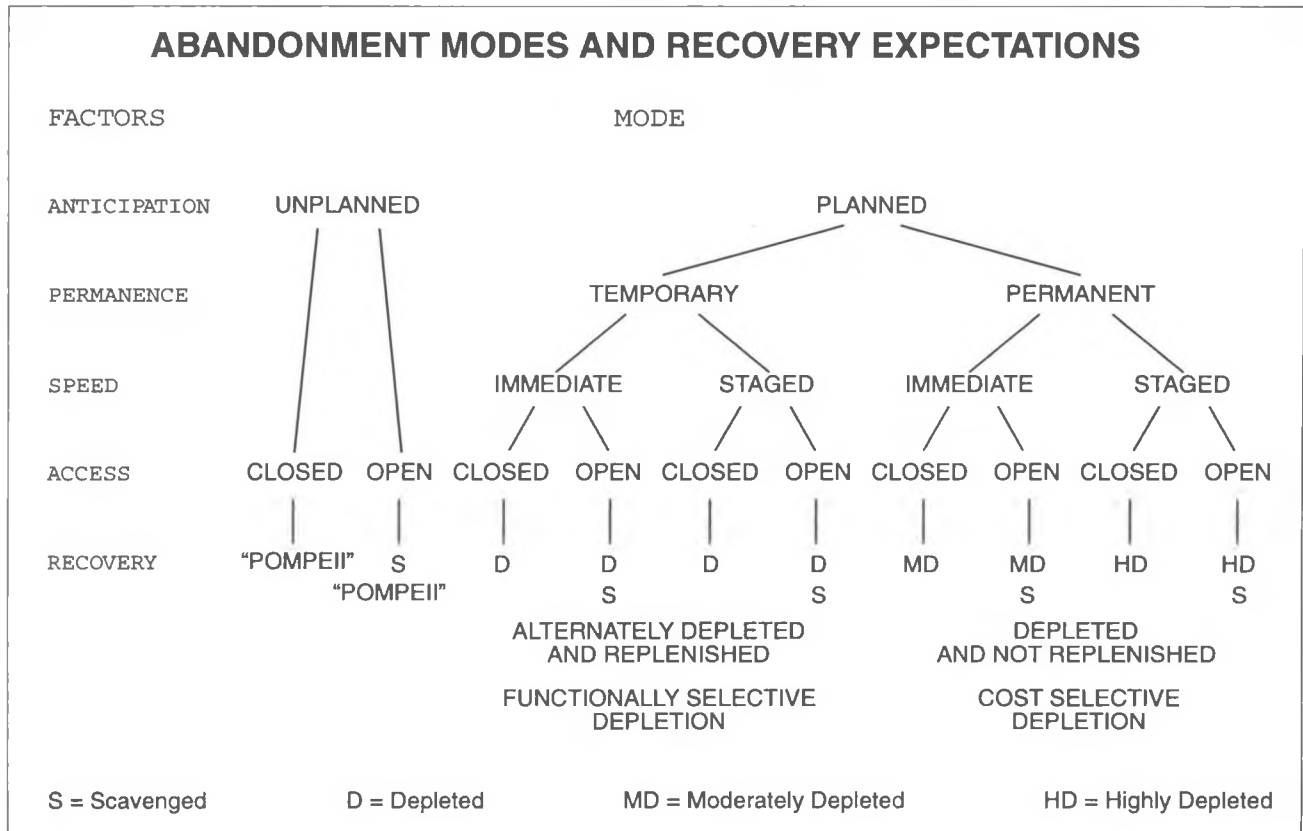 ABANDONMENT MODES AND RECOVERY EXPECTATIONS
FACTORS MODE
ANTICIPATION UNPLANNED PLANNED
PERMANENCE TEMPORARY PERMANENT
SPEED IMMEDIATE STAGED IMMEDIATE STAGED
ACCESS CLOSED OPEN CLOSED OPEN CLOSED OPEN CLOSED OPEN CLOSED OPEN
RECOVERY "POMPEII" S D D D D MD MD HD HD
"POMPEII" S S S S
ALTERNATELY DEPLETED DEPLETED
AND REPLENISHED AND NOT REPLENISHED
FUNCTIONALLY SELECTIVE COST SELECTIVE
DEPLETION DEPLETION
S = Scavenged D = Depleted MD = Moderately Depleted HD = Highly Depleted